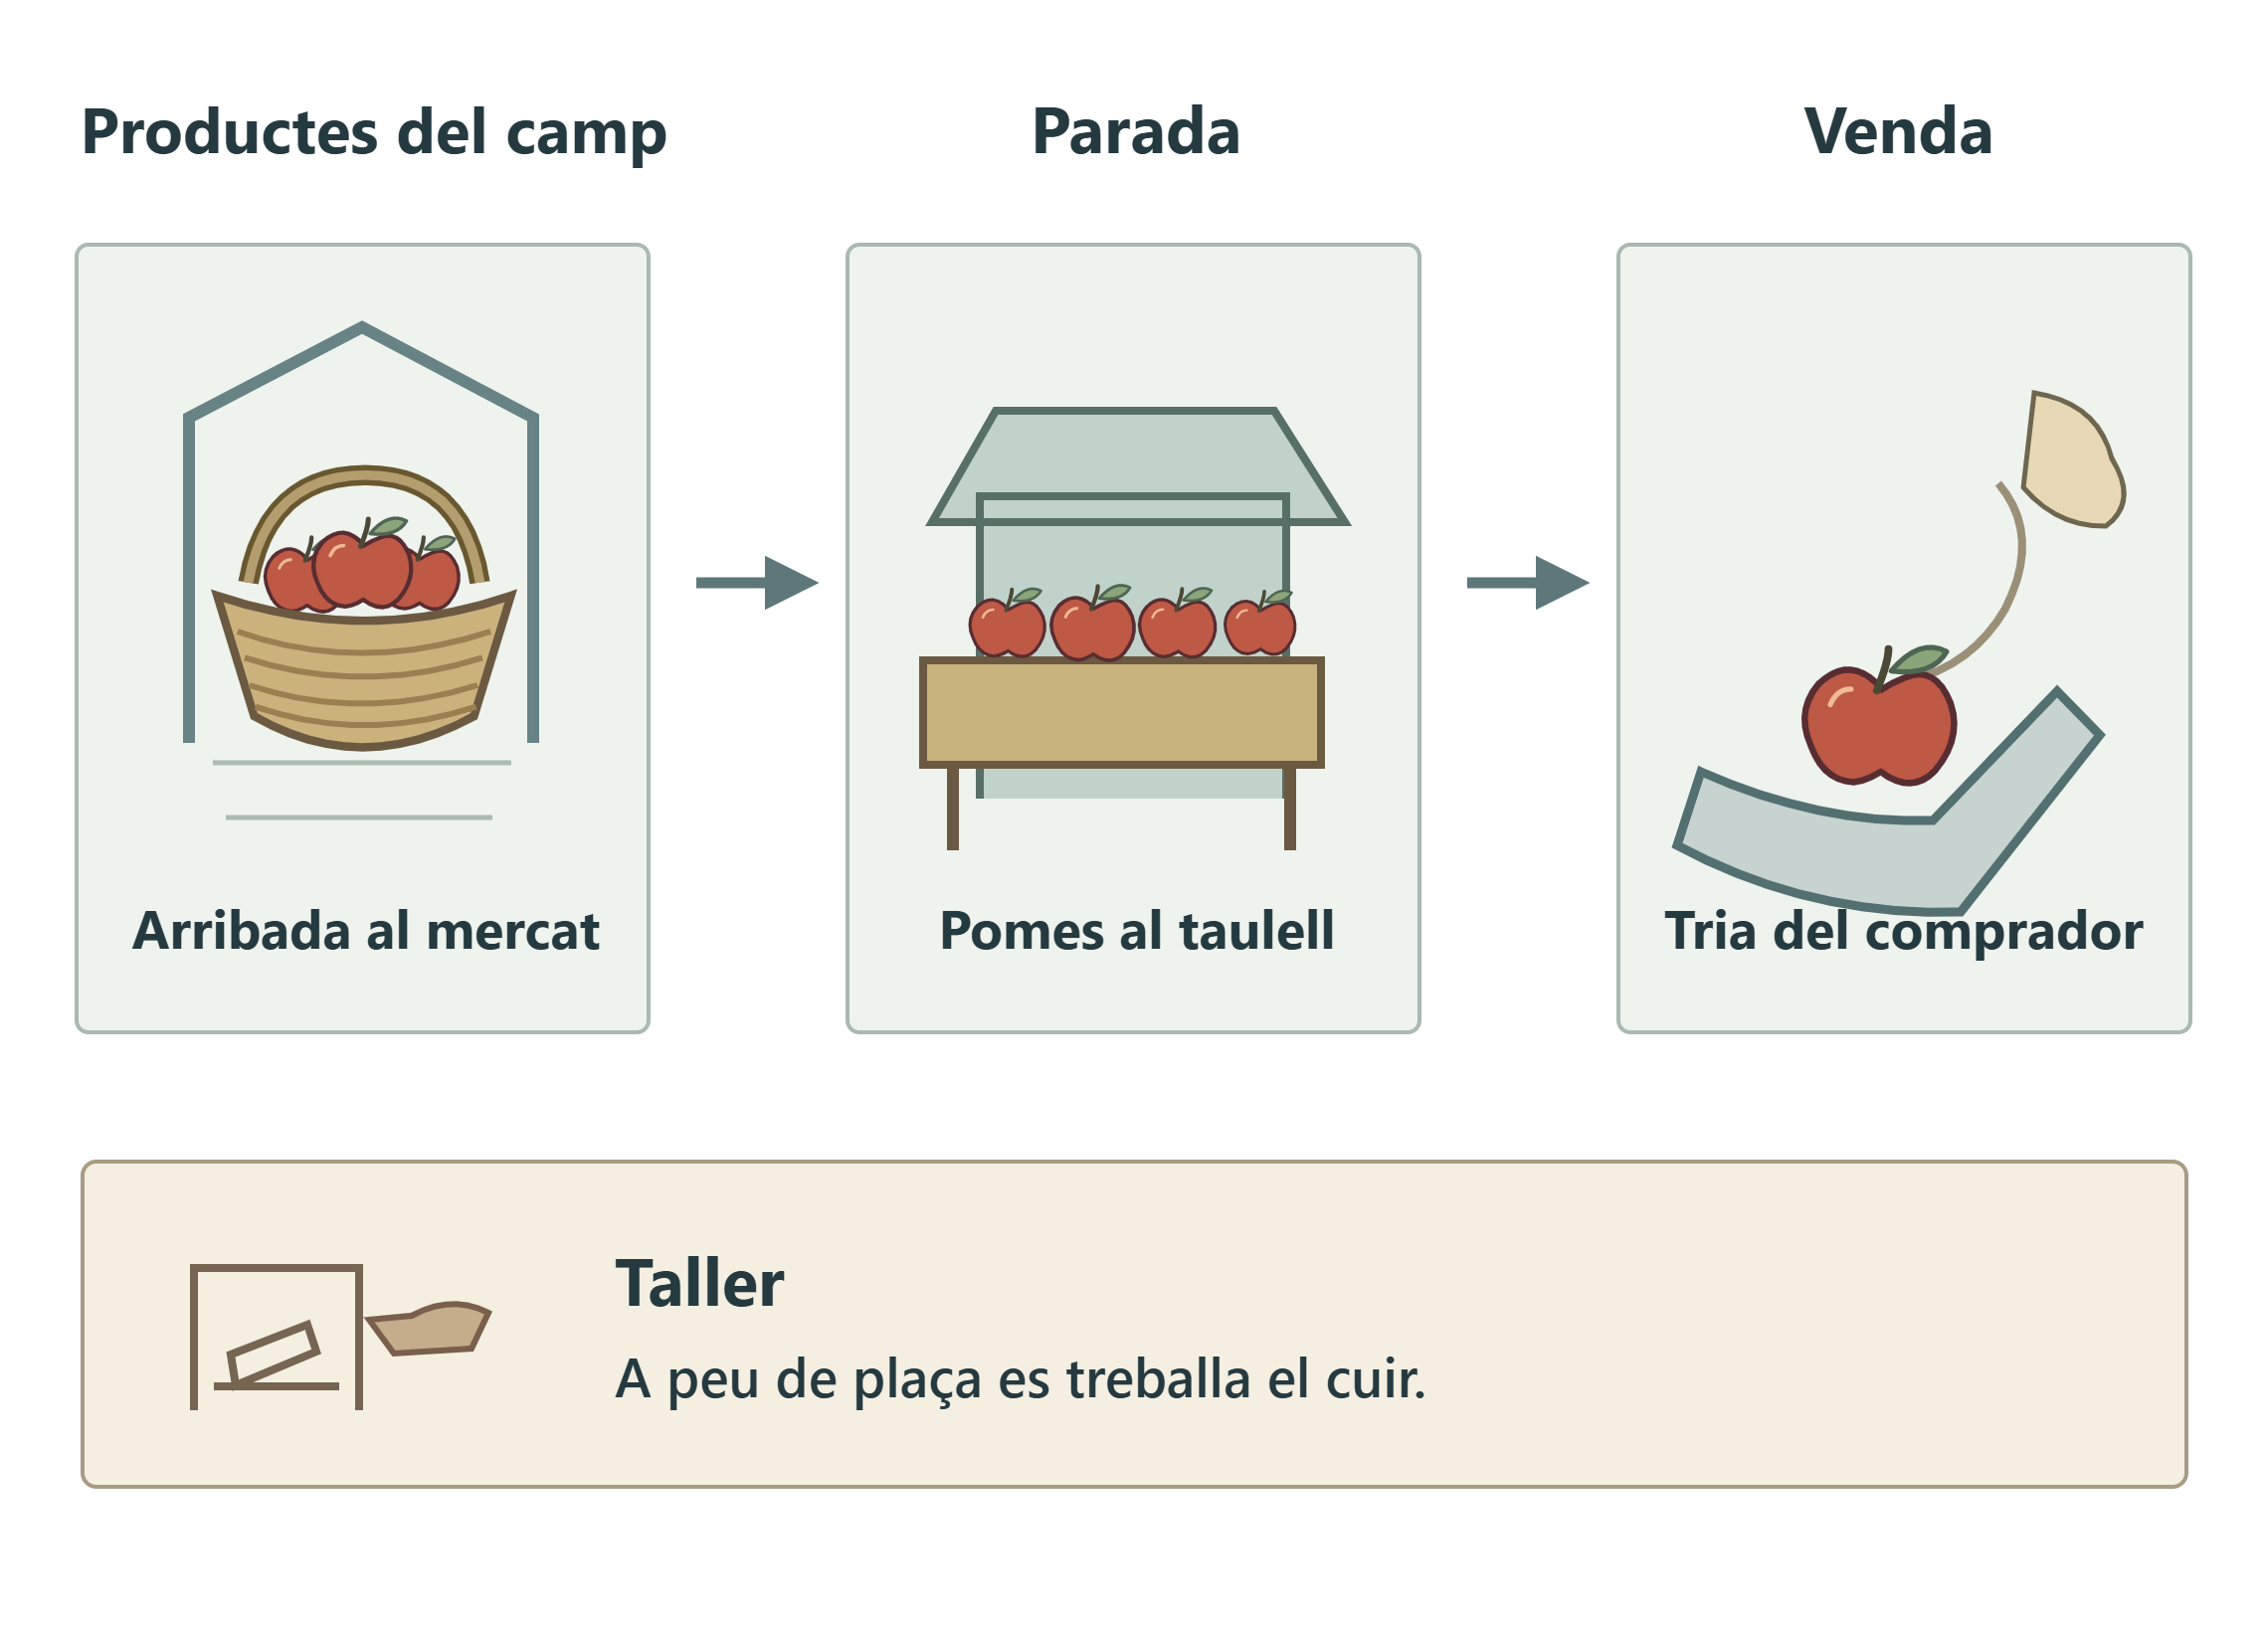 Productes del camp
Parada
Venda
Arribada al mercat
Pomes al taulell
Tria del comprador
Taller
A peu de plaça es treballa el cuir.